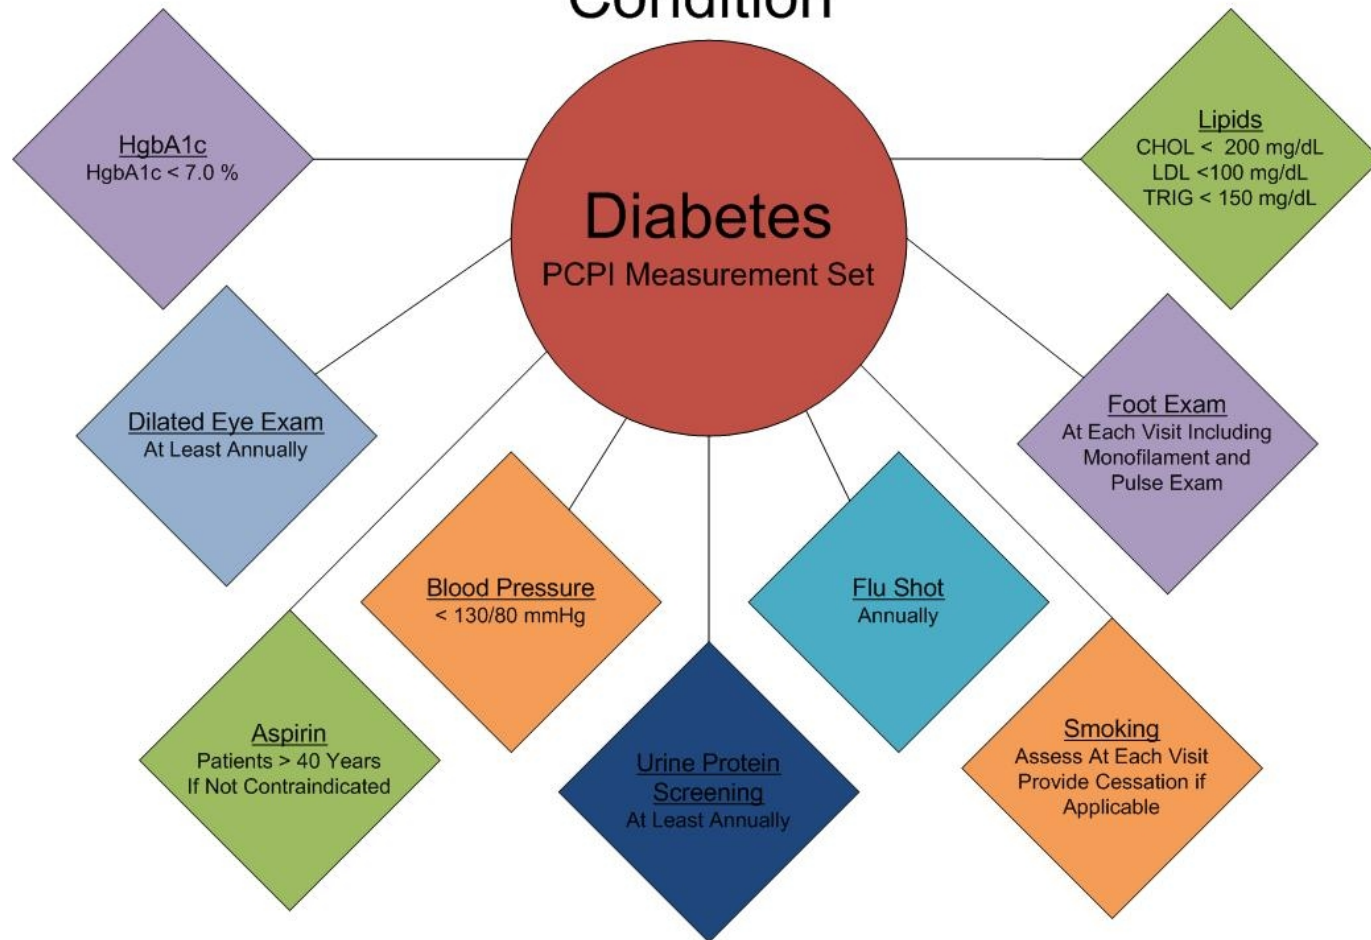 Condition
Diabetes
PCPI Measurement Set
HgbA1c
HgbA1c < 7.0 %
Lipids
CHOL < 200 mg/dL
LDL <100 mg/dL
TRIG < 150 mg/dL
Dilated Eye Exam
At Least Annually
Foot Exam
At Each Visit Including
Monofilament and
Pulse Exam
Blood Pressure
< 130/80 mmHg
Flu Shot
Annually
Aspirin
Patients > 40 Years
If Not Contraindicated
Urine Protein
Screening
At Least Annually
Smoking
Assess At Each Visit
Provide Cessation if
Applicable